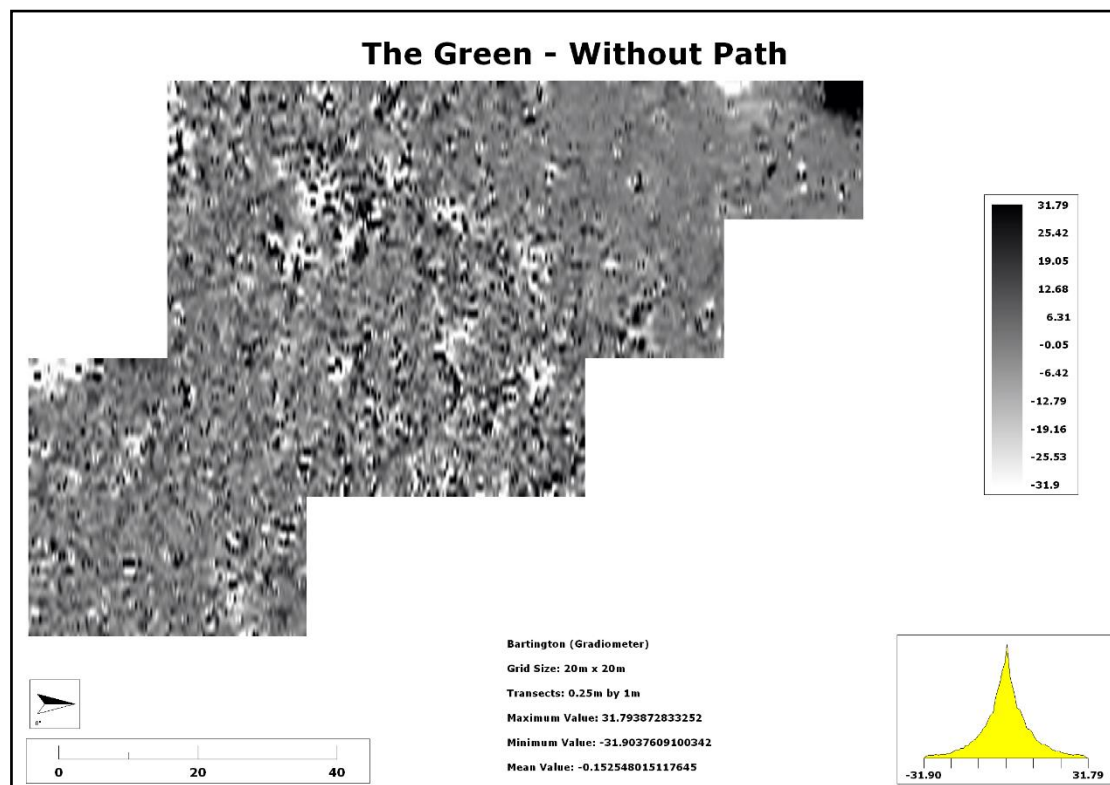 The Green - Without Path
31.79
25.42
19.05
12.68
6.31
-0.05
-6.42
-12.79
-19.16
-25.53
-31.9
Bartington (Gradiometer)
Grid Size: 20m x 20m
Transects: 0.25m by 1m
Maximum Value: 31.793872833252
Minimum Value: -31.9037609100342
Mean Value: -0.152548015117645
0°
0 20 40
-31.90 31.79